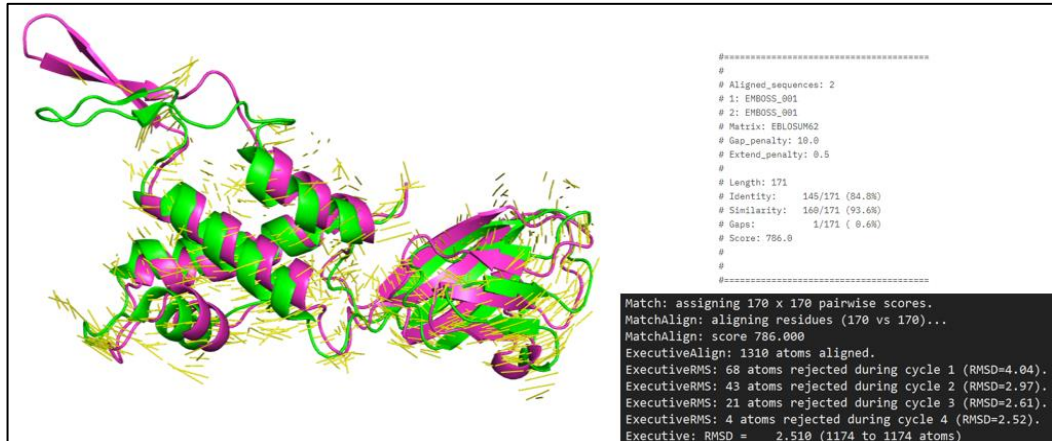 #=======================================
#
# Aligned_sequences: 2
# 1: EMBOSS_001
# 2: EMBOSS_001
# Matrix: EBLOSUM62
# Gap_penalty: 10.0
# Extend_penalty: 0.5
#
# Length: 171
# Identity:     145/171 (84.8%)
# Similarity:   160/171 (93.6%)
# Gaps:           1/171 ( 0.6%)
# Score: 786.0
#
#
#=======================================
Match: assigning 170 x 170 pairwise scores.
MatchAlign: aligning residues (170 vs 170)...
MatchAlign: score 786.000
ExecutiveAlign: 1310 atoms aligned.
ExecutiveRMS: 68 atoms rejected during cycle 1 (RMSD=4.04).
ExecutiveRMS: 43 atoms rejected during cycle 2 (RMSD=2.97).
ExecutiveRMS: 21 atoms rejected during cycle 3 (RMSD=2.61).
ExecutiveRMS: 4 atoms rejected during cycle 4 (RMSD=2.52).
Executive: RMSD =    2.510 (1174 to 1174 atoms)